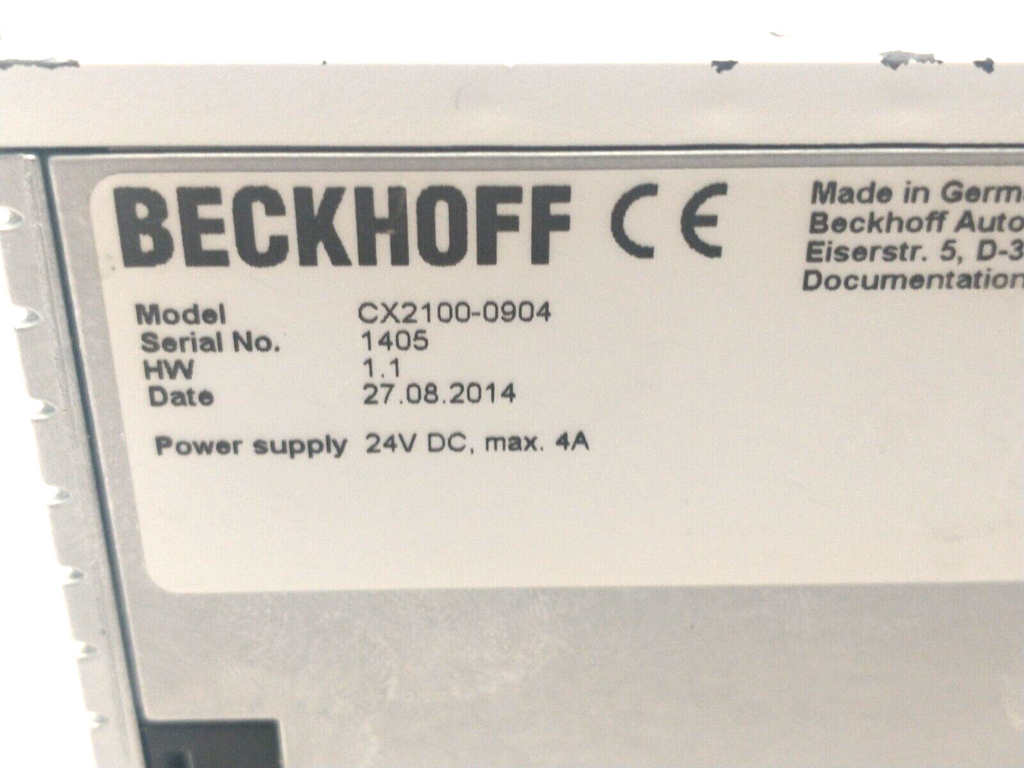 BECKHOFF CE
Made in Germ
Beckhoff Auto
Eiserstr. 5, D-3
Documentation
Model CX2100-0904
Serial No. 1405
HW 1.1
Date 27.08.2014
Power supply 24V DC, max. 4A